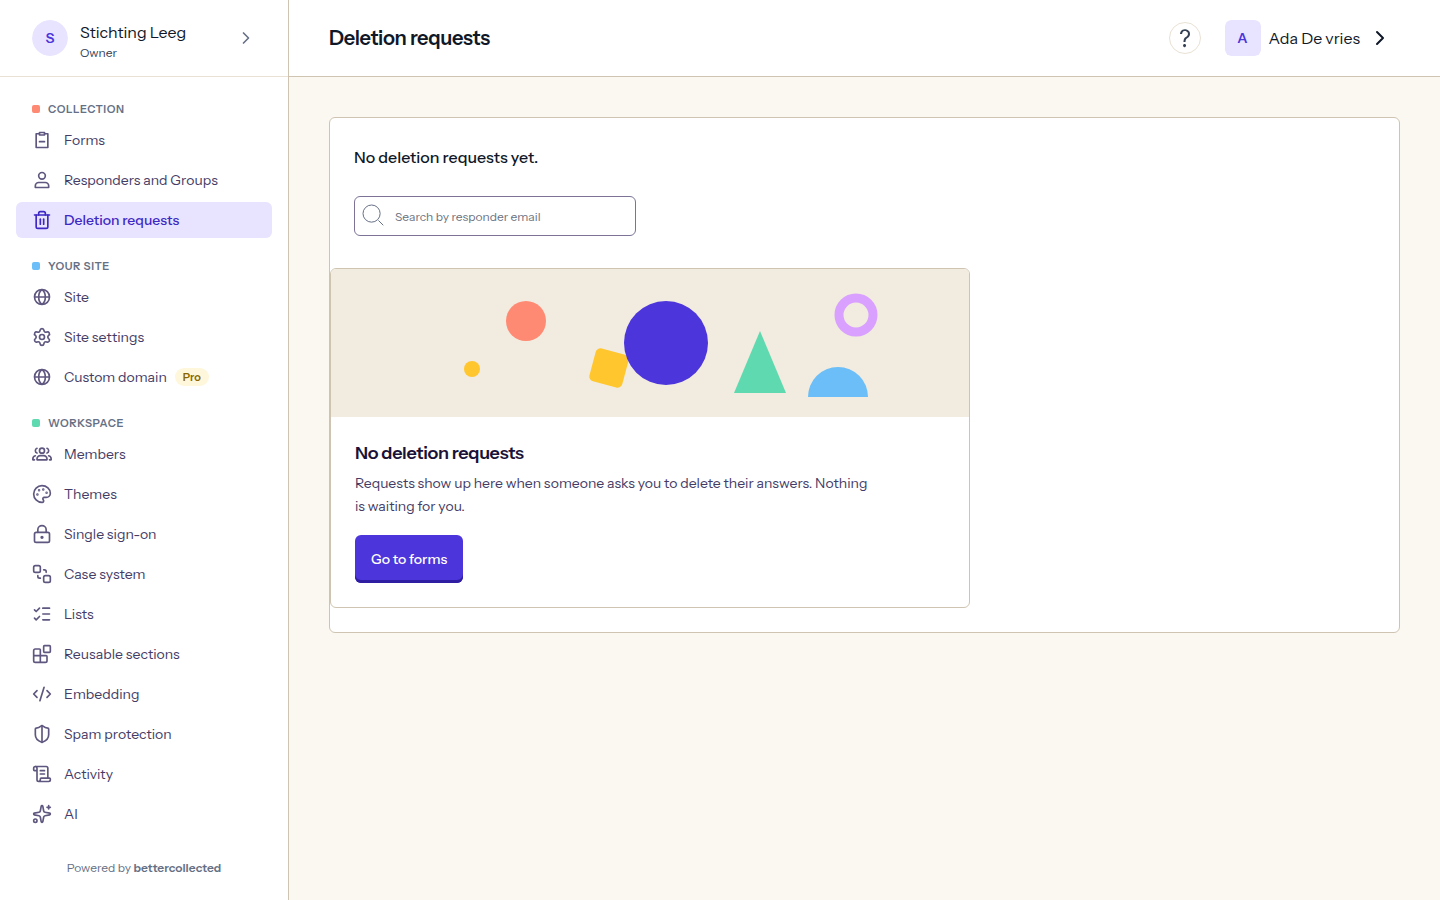 S
Stichting Leeg
Owner
Deletion requests
?
A
Ada De vries
COLLECTION
Forms
Responders and Groups
Deletion requests
YOUR SITE
Site
Site settings
Custom domain
Pro
WORKSPACE
Members
Themes
Single sign-on
Case system
Lists
Reusable sections
Embedding
Spam protection
Activity
AI
Powered by bettercollected
No deletion requests yet.
Search by responder email
No deletion requests
Requests show up here when someone asks you to delete their answers. Nothing
is waiting for you.
Go to forms